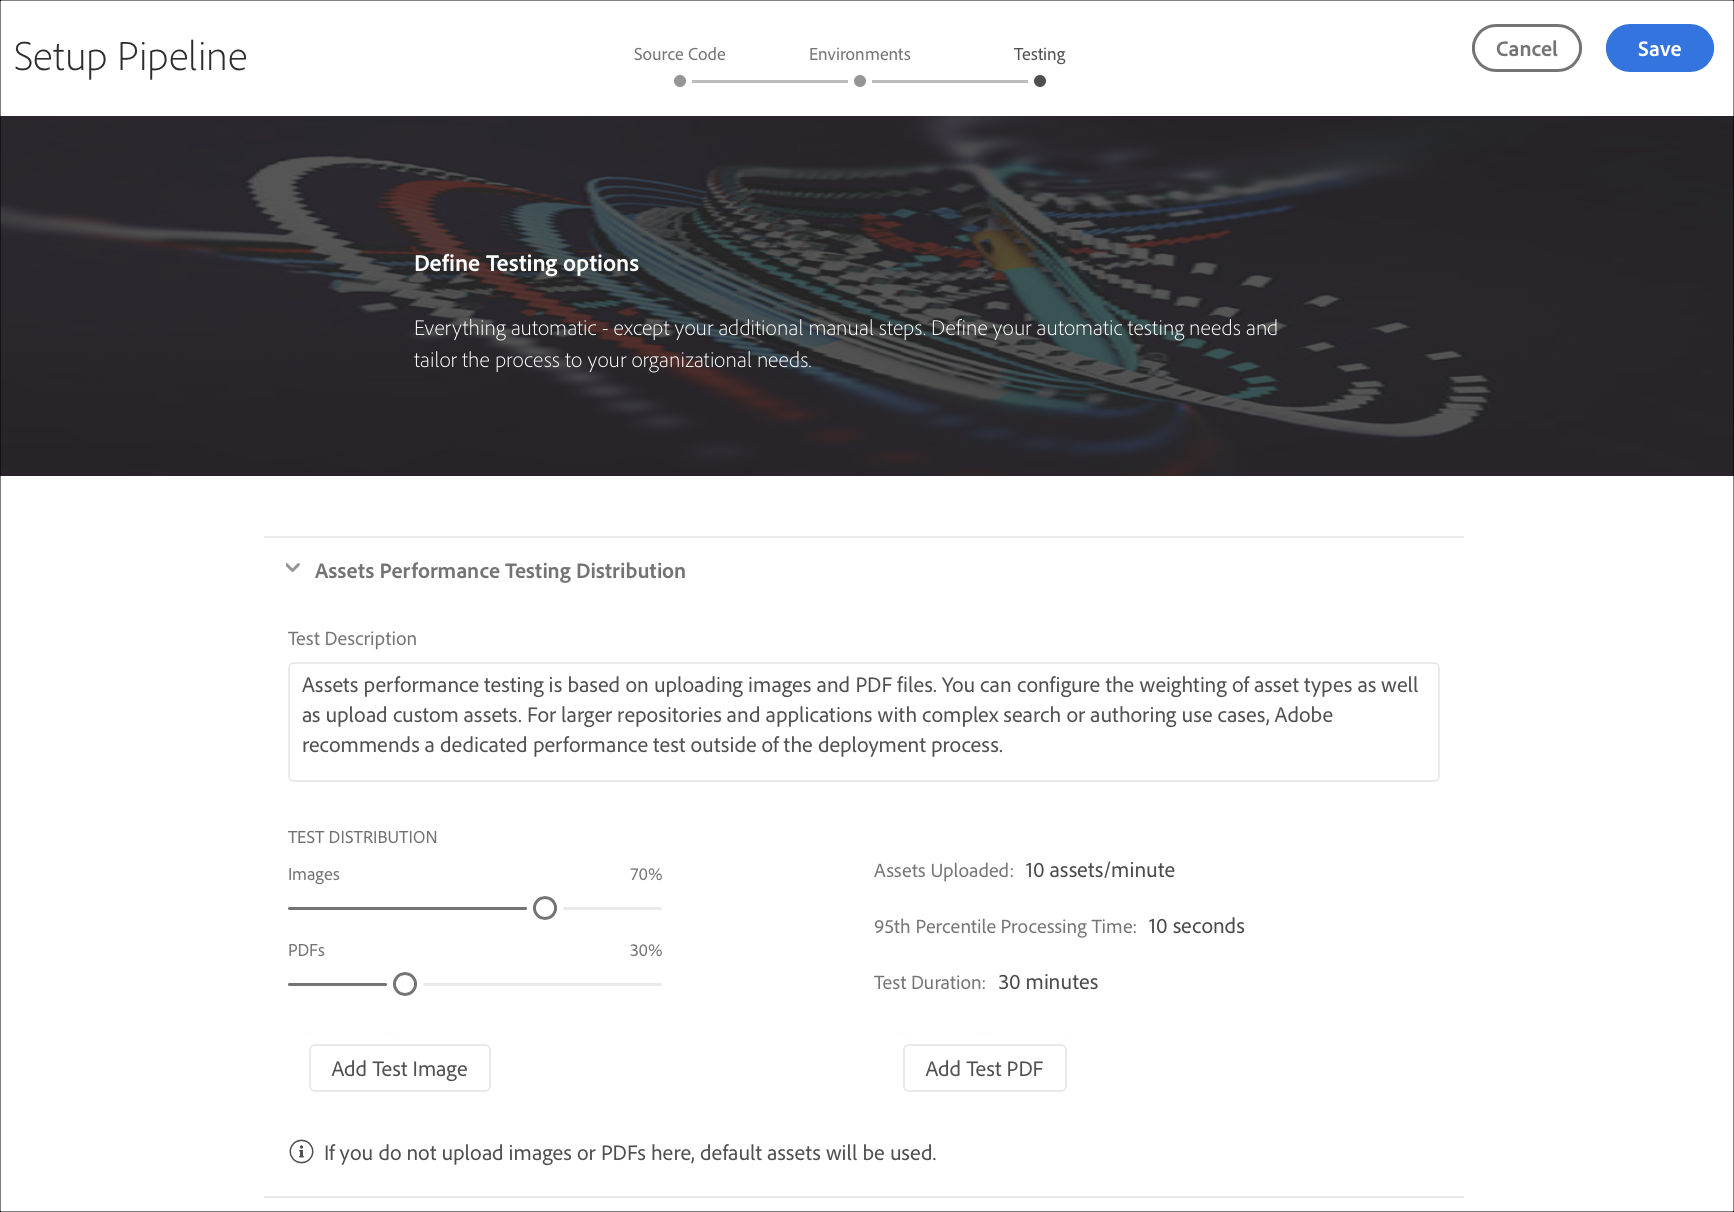 Setup Pipeline
Source Code
Environments
Testing
Cancel
Save
Define Testing options
Everything automatic - except your additional manual steps. Define your automatic testing needs and
tailor the process to your organizational needs.
Assets Performance Testing Distribution
Test Description
Assets performance testing is based on uploading images and PDF files. You can configure the weighting of asset types as well
as upload custom assets. For larger repositories and applications with complex search or authoring use cases, Adobe
recommends a dedicated performance test outside of the deployment process.
TEST DISTRIBUTION
Images 70%
PDFs 30%
Assets Uploaded: 10 assets/minute
95th Percentile Processing Time: 10 seconds
Test Duration: 30 minutes
Add Test Image
Add Test PDF
If you do not upload images or PDFs here, default assets will be used.